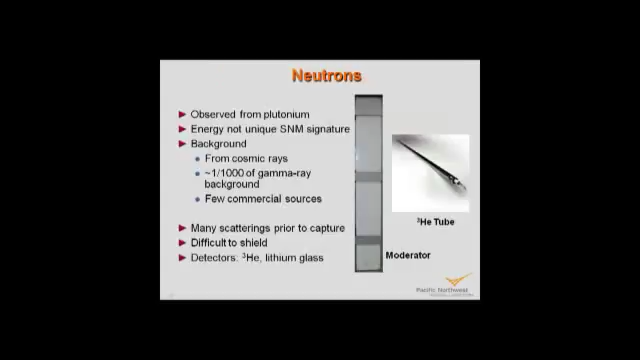 Neutrons
Observed from plutonium
Energy not unique SNM signature
Background
From cosmic rays
~1/1000 of gamma-ray
background
Few commercial sources
Many scatterings prior to capture
Difficult to shield
Detectors: ³He, lithium glass
³He Tube
Moderator
Pacific Northwest